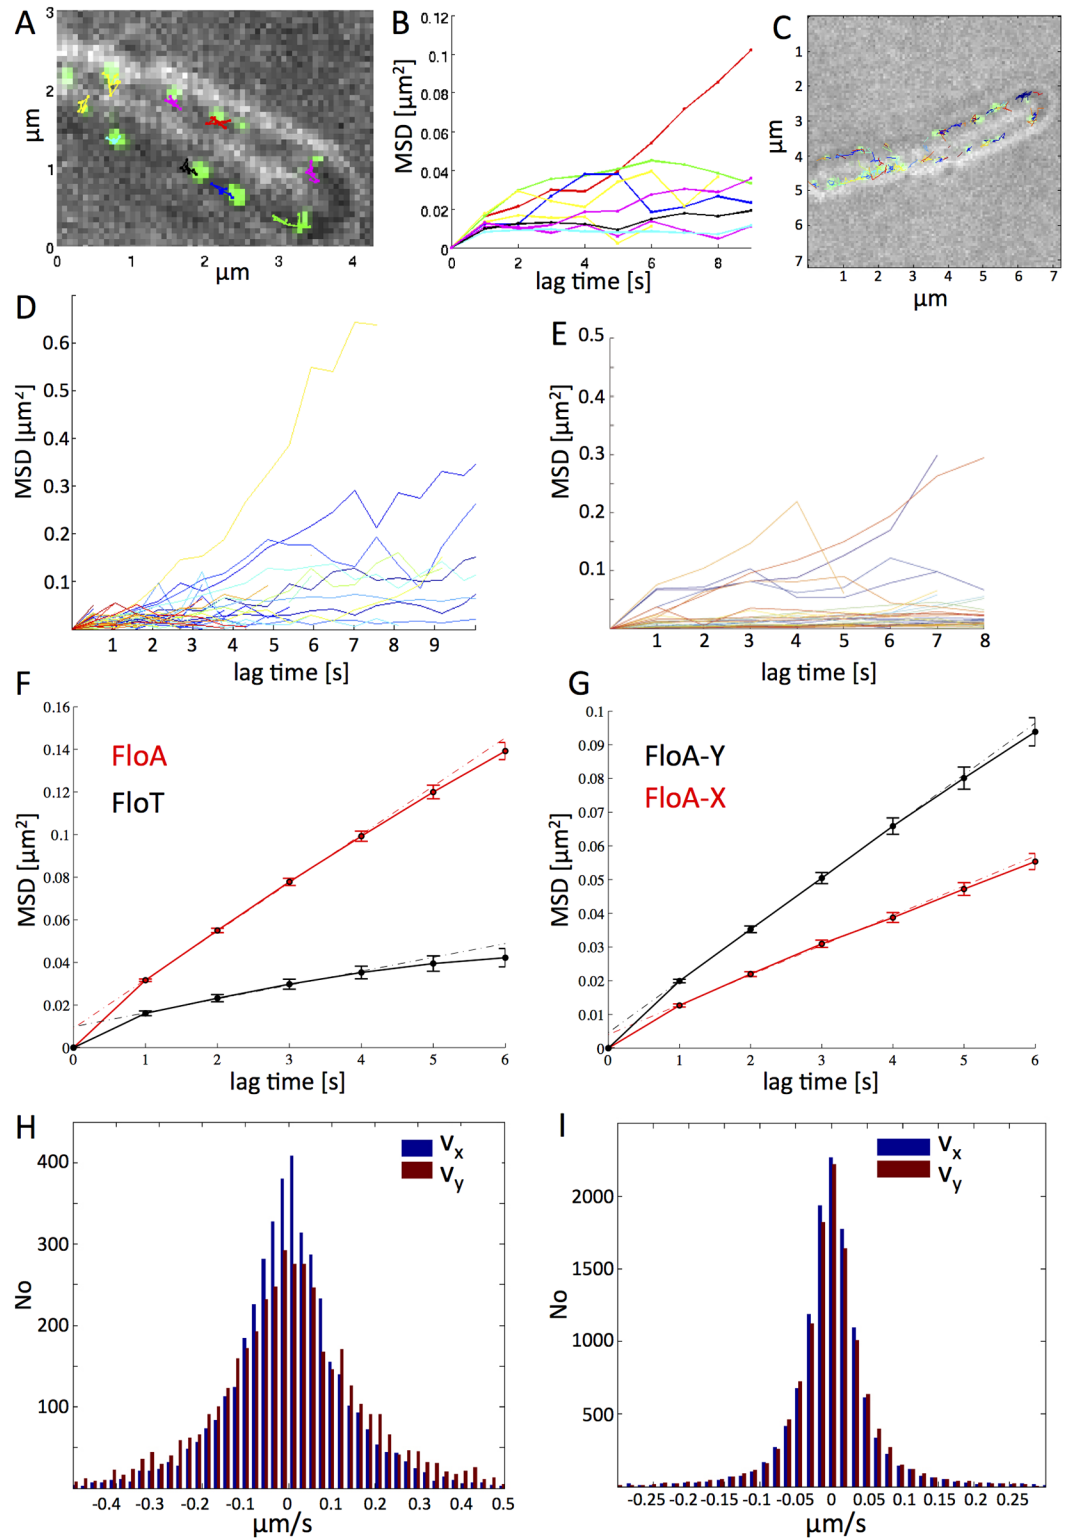 A
3
2
1
0
μm
0 1 2 3 4
μm
B
0.12
0.1
0.08
0.06
0.04
0.02
MSD [μm²]
0 2 4 6 8
lag time [s]
C
1
2
3
4
5
6
7
μm
1 2 3 4 5 6 7
μm
D
0.6
0.5
0.4
0.3
0.2
0.1
MSD [μm²]
1 2 3 4 5 6 7 8 9
lag time [s]
E
0.5
0.4
0.3
0.2
0.1
MSD [μm²]
1 2 3 4 5 6 7 8
lag time [s]
F
0.16
0.14
0.12
0.1
0.08
0.06
0.04
0.02
0
MSD [μm²]
FloA
FloT
0 1 2 3 4 5 6
lag time [s]
G
0.1
0.09
0.08
0.07
0.06
0.05
0.04
0.03
0.02
0.01
0
MSD [μm²]
FloA-Y
FloA-X
0 1 2 3 4 5 6
lag time [s]
H
400
300
200
100
No
vx
vy
-0.4 -0.3 -0.2 -0.1 0 0.1 0.2 0.3 0.4 0.5
μm/s
I
2000
1500
1000
500
No
vx
vy
-0.25 -0.2 -0.15 -0.1 -0.05 0 0.05 0.1 0.15 0.2 0.25
μm/s